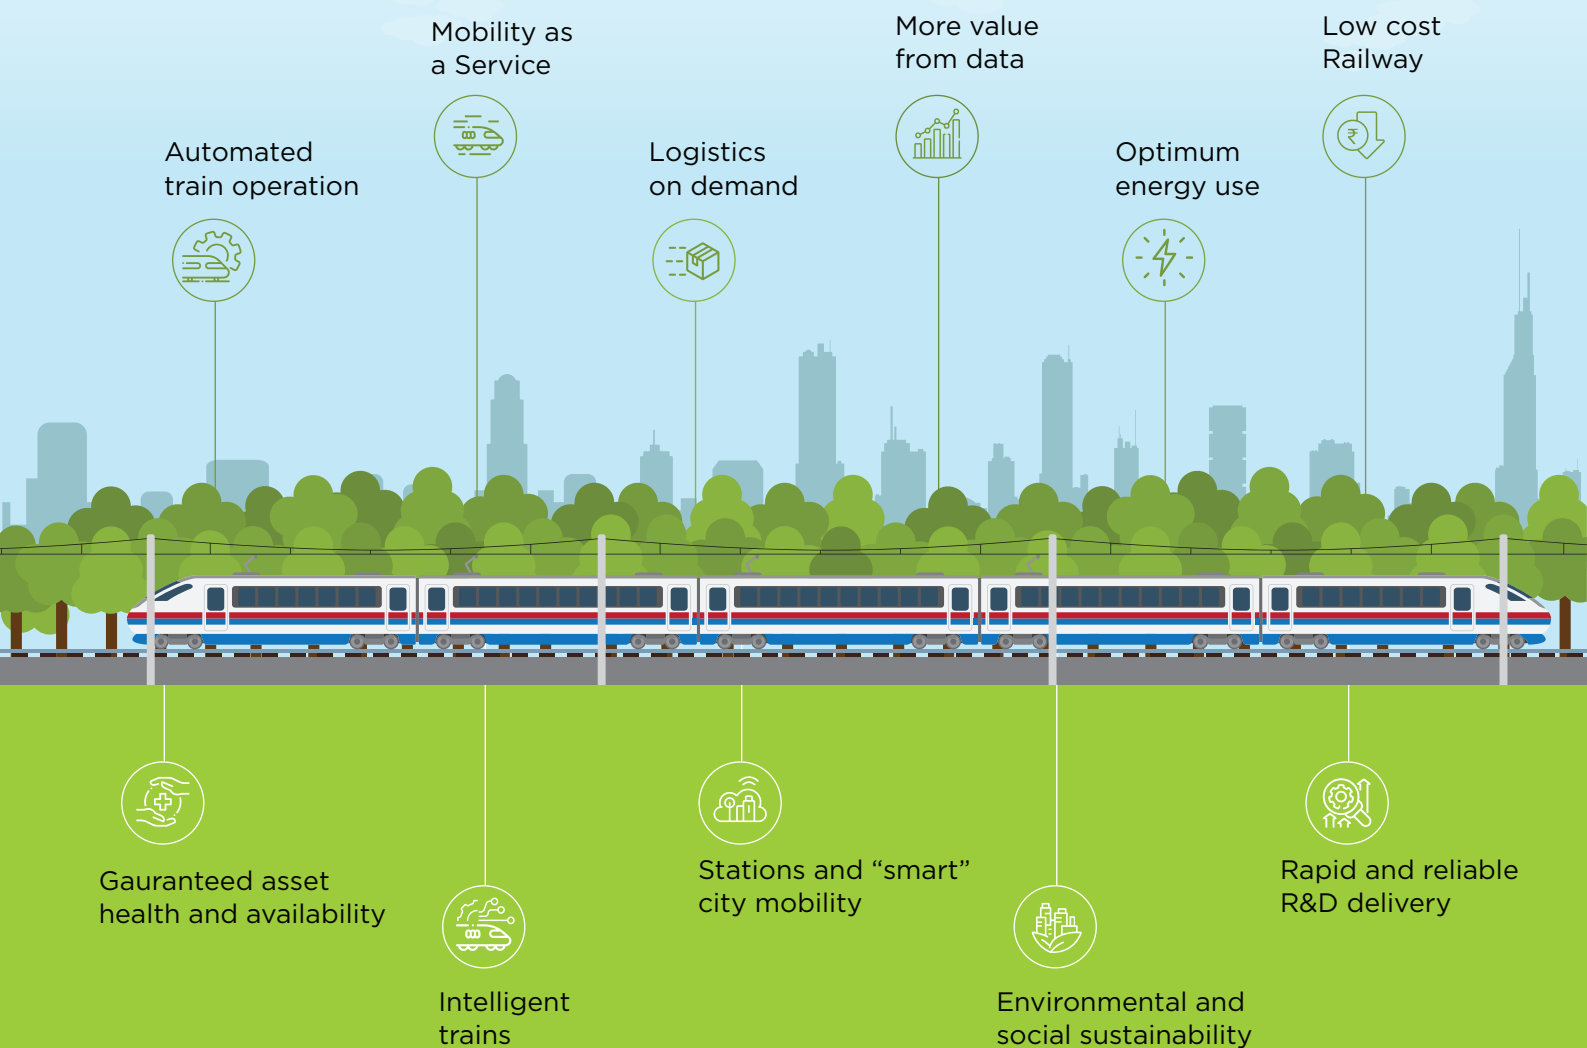 Mobility as
a Service
More value
from data
Low cost
Railway
Automated
train operation
Logistics
on demand
Optimum
energy use
₹
Gauranteed asset
health and availability
Stations and “smart”
city mobility
Rapid and reliable
R&D delivery
Intelligent
trains
Environmental and
social sustainability